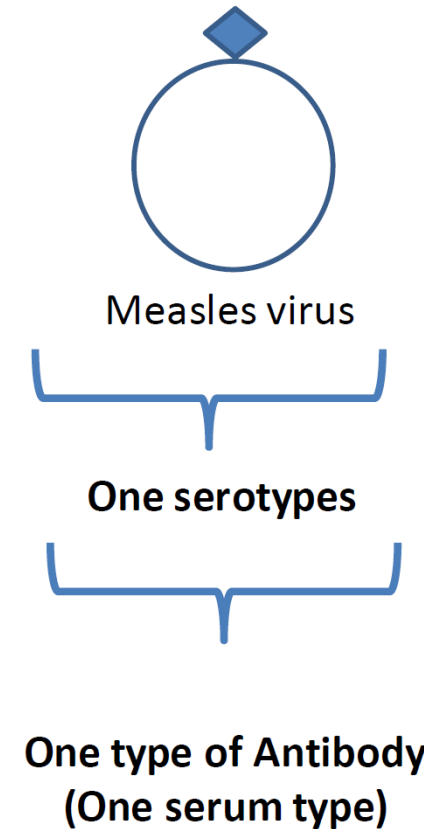 Measles virus
One serotypes
One type of Antibody
(One serum type)